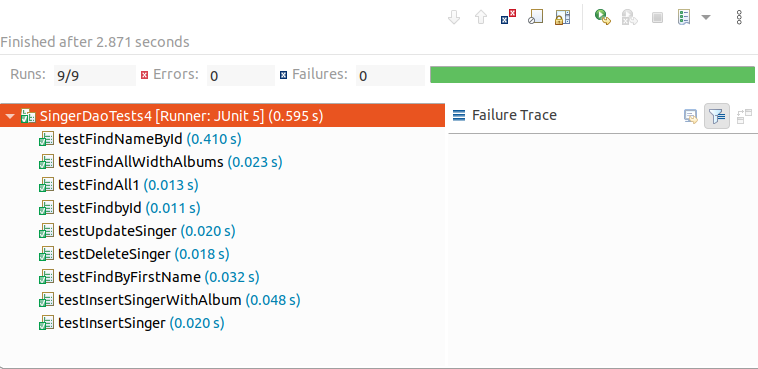 Finished after 2.871 seconds
Runs: 9/9 Errors: 0 Failures: 0
SingerDaoTests4 [Runner: JUnit 5] (0.595 s)
Failure Trace
testFindNameById (0.410 s)
testFindAllWidthAlbums (0.023 s)
testFindAll1 (0.013 s)
testFindbyId (0.011 s)
testUpdateSinger (0.020 s)
testDeleteSinger (0.018 s)
testFindByFirstName (0.032 s)
testInsertSingerWithAlbum (0.048 s)
testInsertSinger (0.020 s)